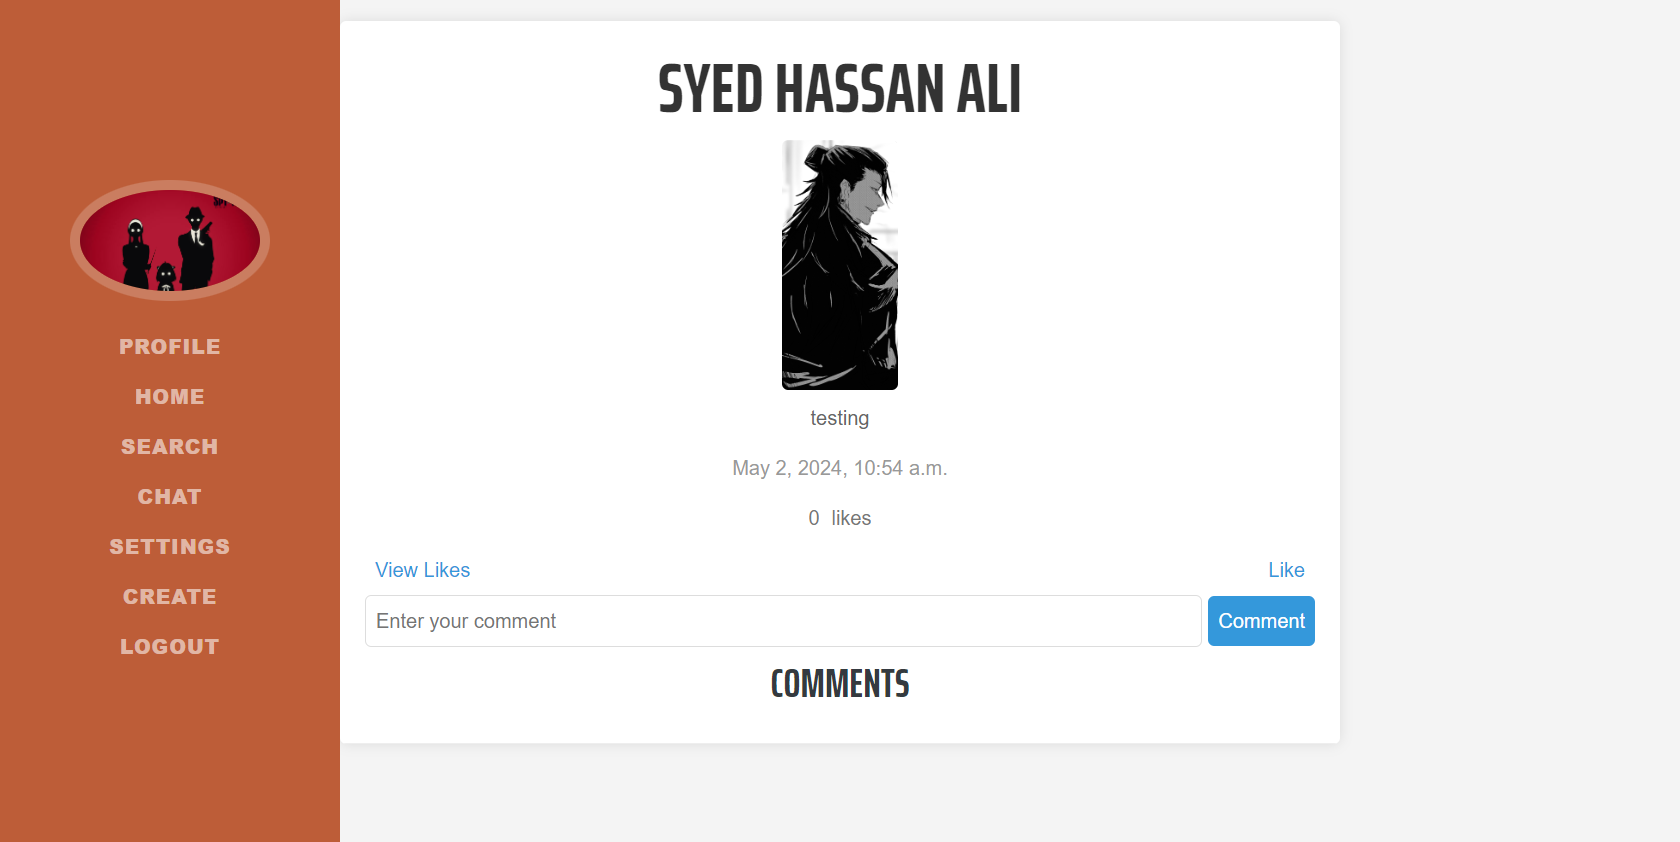 PROFILE
HOME
SEARCH
CHAT
SETTINGS
CREATE
LOGOUT
SYED HASSAN ALI
testing
May 2, 2024, 10:54 a.m.
0 likes
View Likes
Like
Enter your comment
Comment
COMMENTS